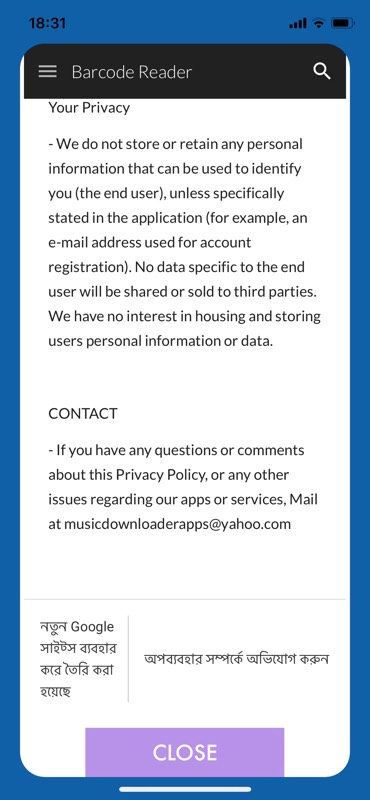 18:31
Barcode Reader
Your Privacy
- We do not store or retain any personal
information that can be used to identify
you (the end user), unless specifically
stated in the application (for example, an
e-mail address used for account
registration). No data specific to the end
user will be shared or sold to third parties.
We have no interest in housing and storing
users personal information or data.
CONTACT
- If you have any questions or comments
about this Privacy Policy, or any other
issues regarding our apps or services, Mail
at musicdownloaderapps@yahoo.com
নতুন Google
সাইটস ব্যবহার
করে তৈরি করা
হয়েছে
অপব্যবহার সম্পর্কে অভিযোগ করুন
CLOSE